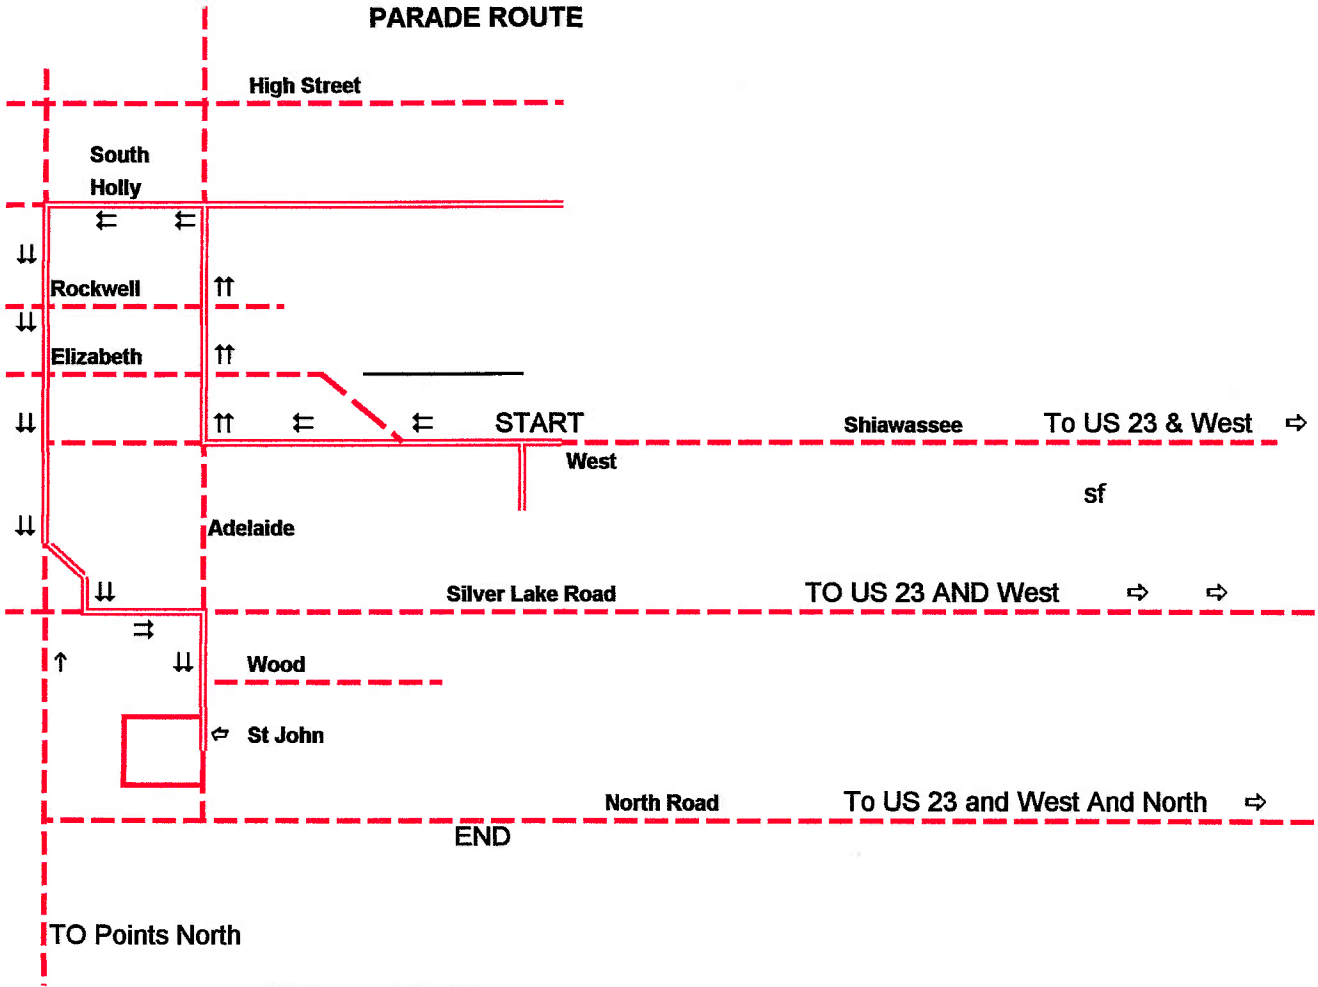 PARADE ROUTE
High Street
South
Holly
Rockwell
Elizabeth
START
Shiawassee
To US 23 & West
West
sf
Adelaide
Silver Lake Road
TO US 23 AND West
Wood
St John
North Road
To US 23 and West And North
END
TO Points North